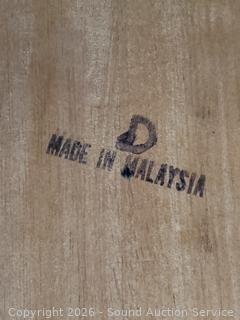 D
MADE IN MALAYSIA
Copyright 2026 - Sound Auction Service